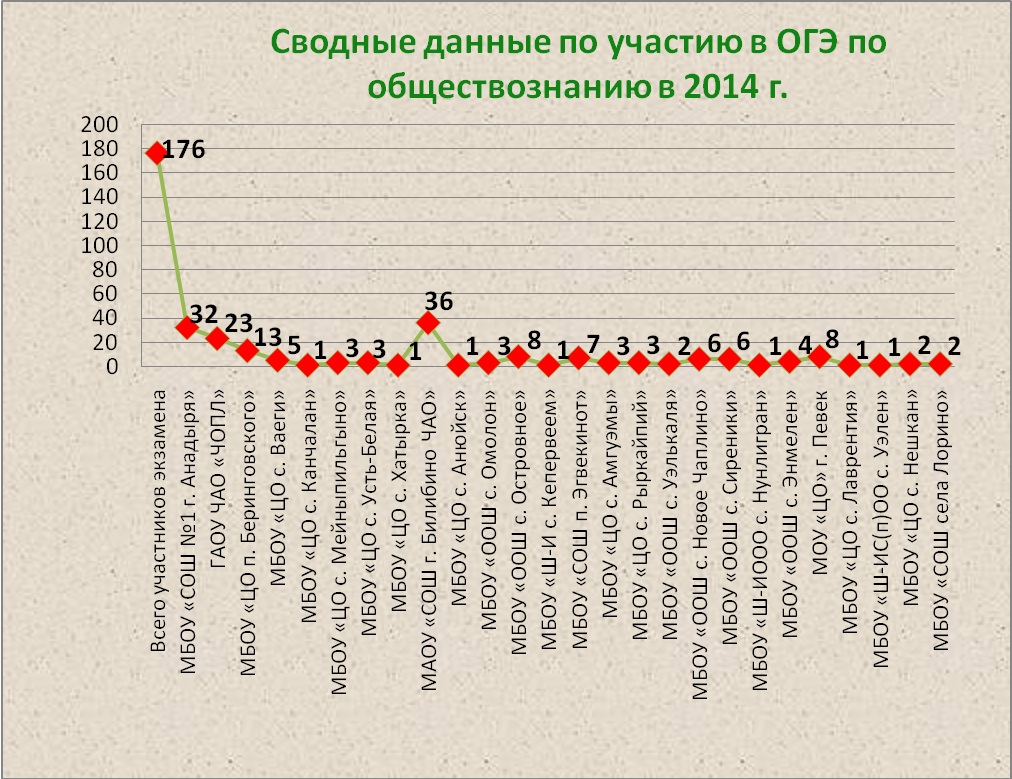 Сводные данные по участию в ОГЭ по
обществознанию в 2014 г.
200
180
160
140
120
100
80
60
40
20
0
176
32
23
13
5
1
3
3
1
36
1
3
8
1
7
3
3
2
6
6
1
4
8
1
1
2
2
Всего участников экзамена
МБОУ «СОШ №1 г. Анадыря»
ГАОУ ЧАО «ЧОПЛ»
МБОУ «ЦО п. Беринговского»
МБОУ «ЦО с. Ваеги»
МБОУ «ЦО с. Канчалан»
МБОУ «ЦО с. Мейныпильгыно»
МБОУ «ЦО с. Усть-Белая»
МБОУ «ЦО с. Хатырка»
МАОУ «СОШ г. Билибино ЧАО»
МБОУ «ЦО с. Анюйск»
МБОУ «ООШ с. Омолон»
МБОУ «ООШ с. Островное»
МБОУ «Ш-И с. Кепервеем»
МБОУ «СОШ п. Эгвекинот»
МБОУ «ЦО с. Амгуэмы»
МБОУ «ЦО с. Рыркайпий»
МБОУ «ООШ с. Уэлькаля»
МБОУ «ООШ с. Новое Чаплино»
МБОУ «ООШ с. Сиреники»
МБОУ «Ш-ИООО с. Нунлигран»
МБОУ «ООШ с. Энмелен»
МОУ «ЦО» г. Певек
МБОУ «ЦО с. Лаврентия»
МБОУ «Ш-ИС(п)ОО с. Уэлен»
МБОУ «ЦО с. Нешкан»
МБОУ «СОШ села Лорино»